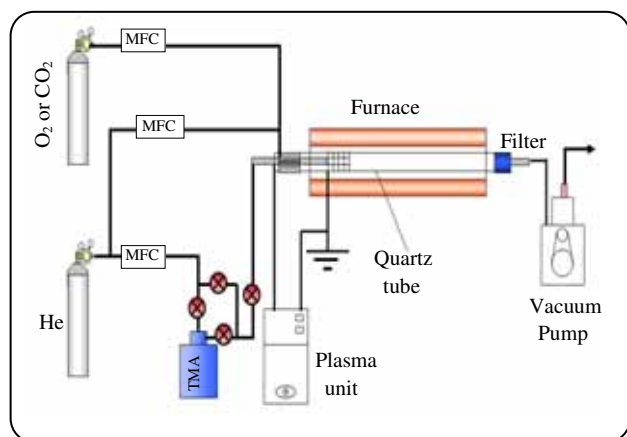 MFC
O₂ or CO₂
MFC
Furnace
Filter
MFC
He
TMA
Quartz
tube
Plasma
unit
Vacuum
Pump